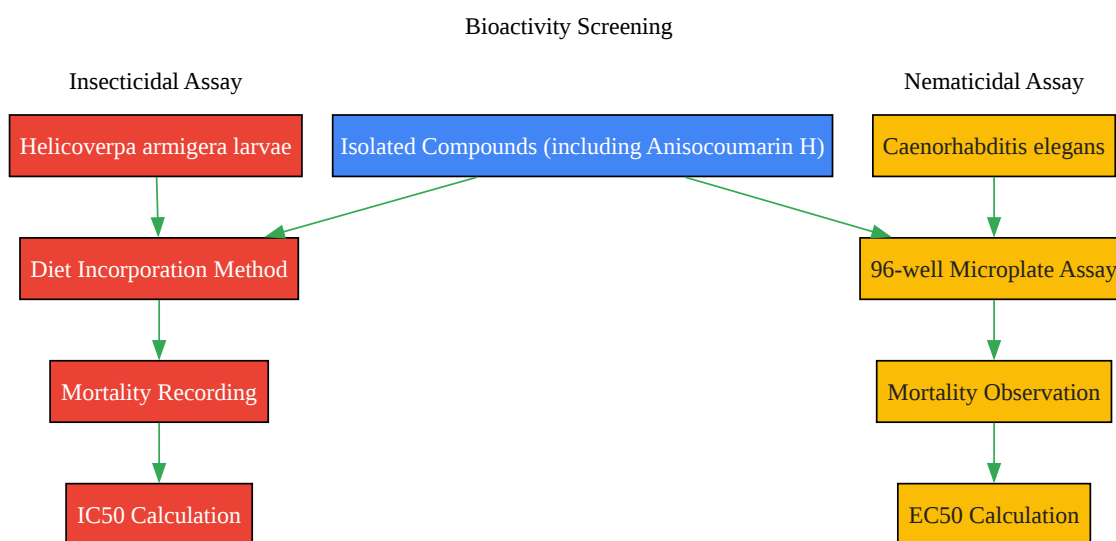 Bioactivity Screening
Insecticidal Assay
Nematicidal Assay
Helicoverpa armigera larvae
Isolated Compounds (including Anisocoumarin H)
Caenorhabditis elegans
Diet Incorporation Method
96-well Microplate Assay
Mortality Recording
Mortality Observation
IC50 Calculation
EC50 Calculation